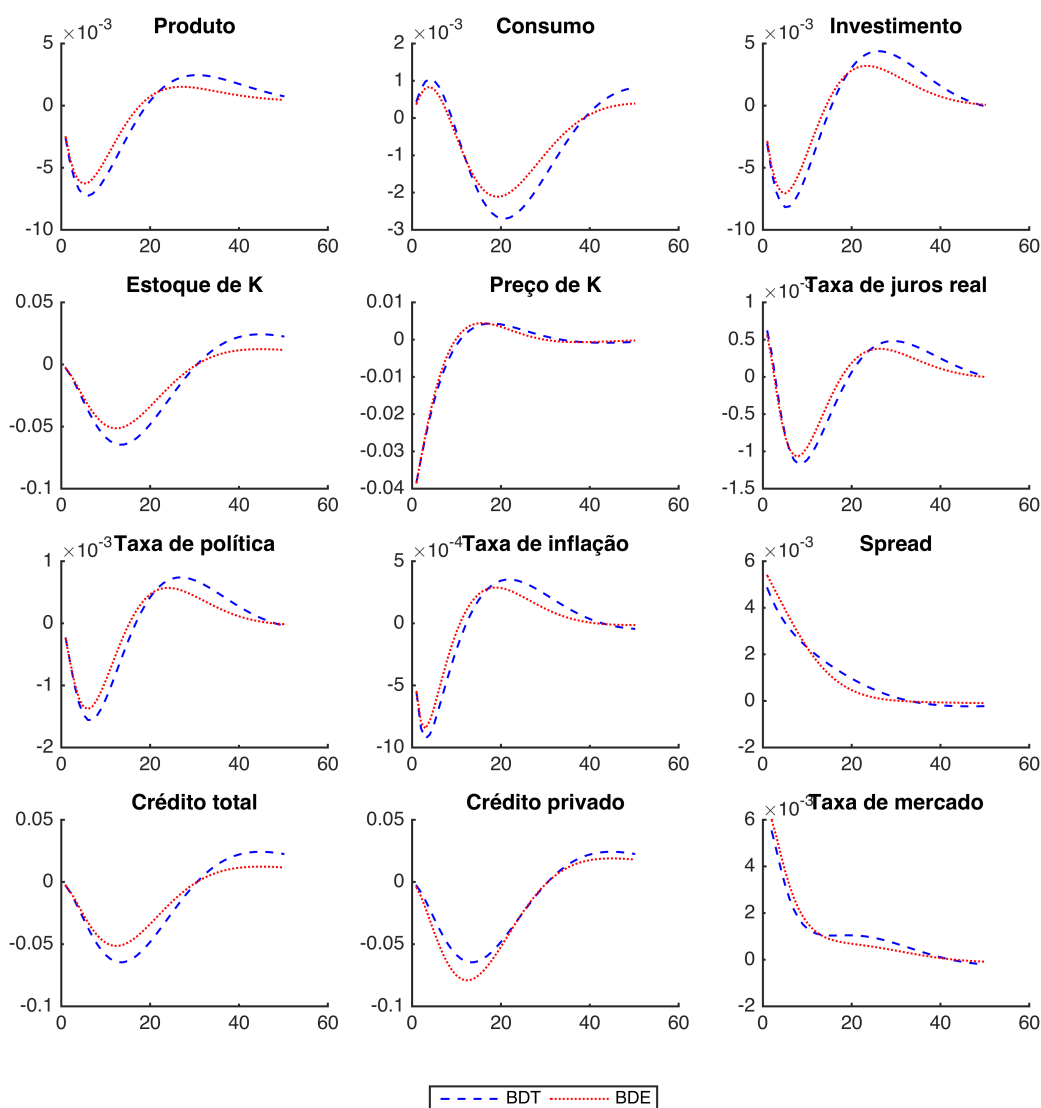 Produto
×10⁻³
5
0
-5
-10
0 20 40 60
Consumo
×10⁻³
2
1
0
-1
-2
-3
0 20 40 60
Investimento
×10⁻³
5
0
-5
-10
0 20 40 60
Estoque de K
0.05
0
-0.05
-0.1
0 20 40 60
Preço de K
0.01
0
-0.01
-0.02
-0.03
-0.04
0 20 40 60
Taxa de juros real
×10⁻³
1
0.5
0
-0.5
-1
-1.5
0 20 40 60
Taxa de política
×10⁻³
1
0
-1
-2
0 20 40 60
Taxa de inflação
×10⁻⁴
5
0
-5
-10
0 20 40 60
Spread
×10⁻³
6
4
2
0
-2
0 20 40 60
Crédito total
0.05
0
-0.05
-0.1
0 20 40 60
Crédito privado
0.05
0
-0.05
-0.1
0 20 40 60
Taxa de mercado
×10⁻³
6
4
2
0
-2
0 20 40 60
BDT BDE